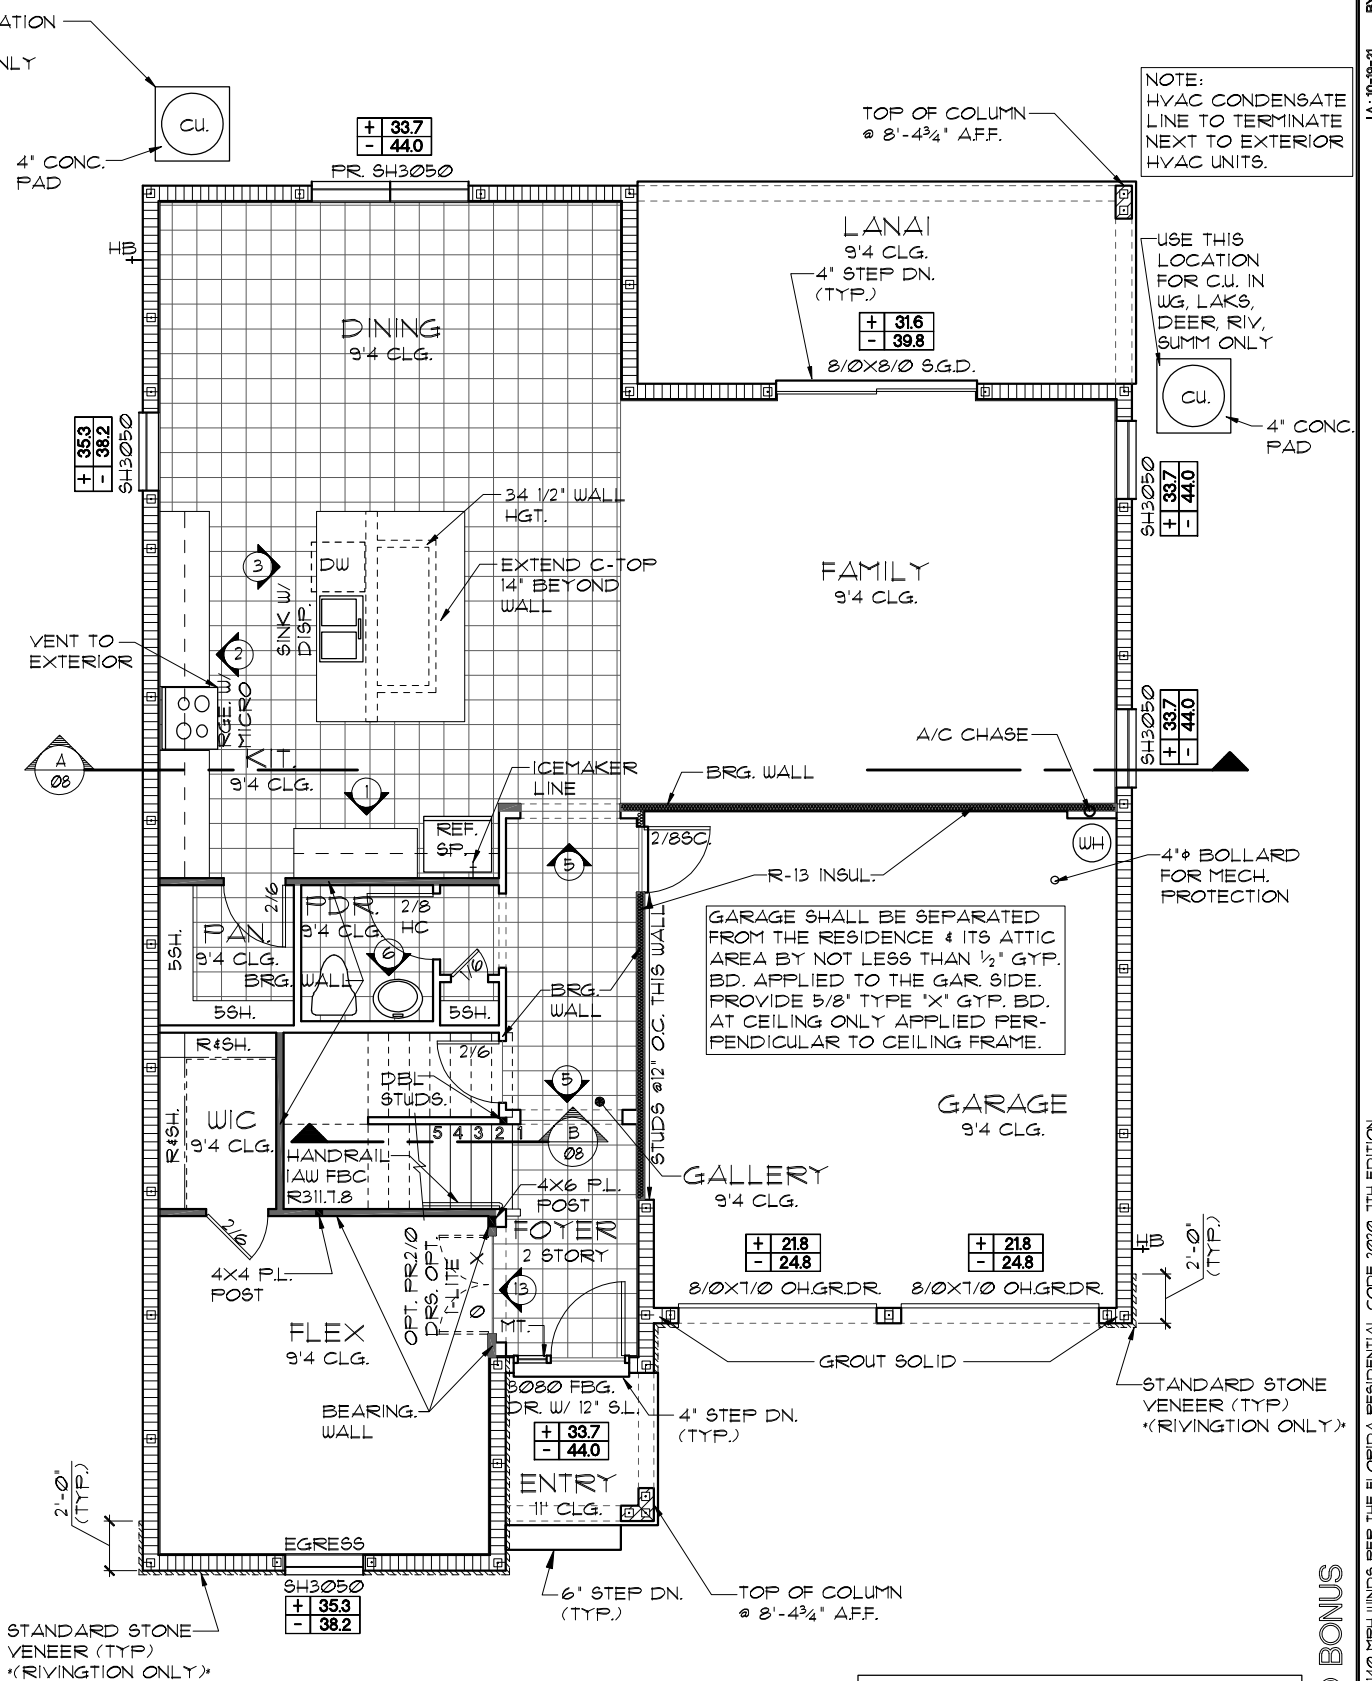 ATION
NLY
CU.
4" CONC.
PAD
+ 33.7
- 44.0
PR. SH3050
TOP OF COLUMN
@ 8'-4¾" A.F.F.
NOTE:
HVAC CONDENSATE
LINE TO TERMINATE
NEXT TO EXTERIOR
HVAC UNITS.
HB
LANAI
9'4 CLG.
4" STEP DN.
(TYP.)
+ 31.6
- 39.8
8/0X8/0 S.G.D.
USE THIS
LOCATION
FOR C.U. IN
WG, LAKS,
DEER, RIV,
SUMM ONLY
CU.
4" CONC.
PAD
DINING
9'4 CLG.
+ 35.3
- 38.2
SH3050
34 1/2" WALL
HGT.
EXTEND C-TOP
14" BEYOND
WALL
3
DW
SINK W/
DISP.
FAMILY
9'4 CLG.
SH3050
+ 33.7
- 44.0
VENT TO
EXTERIOR
2
RGE. W/
MICRO
KIT.
9'4 CLG.
A
08
1
ICEMAKER
LINE
BRG. WALL
A/C CHASE
SH3050
+ 33.7
- 44.0
REF.
SP.
5
2/8SC.
WH
R-13 INSUL.
4"ϕ BOLLARD
FOR MECH.
PROTECTION
2/6
PAN.
9'4 CLG.
5SH.
5SH.
PDR.
9'4 CLG.
2/8
HC
6
1/6
BRG. WALL
5SH.
BRG.
WALL
STUDS @12" O.C. THIS WALL
GARAGE SHALL BE SEPARATED
FROM THE RESIDENCE & ITS ATTIC
AREA BY NOT LESS THAN ½" GYP.
BD. APPLIED TO THE GAR. SIDE.
PROVIDE 5/8" TYPE "X" GYP. BD.
AT CEILING ONLY APPLIED PER-
PENDICULAR TO CEILING FRAME.
R&SH.
R&SH.
WIC
9'4 CLG.
2/6
DBL
STUDS.
5
5 4 3 2 1
B
08
HANDRAIL
IAW FBC
R311.7.8
GARAGE
9'4 CLG.
GALLERY
9'4 CLG.
4X6 P.L.
POST
FOYER
2 STORY
2/6
4X4 P.L.
POST
OPT. PR.2/0
DRS. OPT.
1-LITE
X
0
13
MT.
+ 21.8
- 24.8
8/0X7/0 OH.GR.DR.
+ 21.8
- 24.8
8/0X7/0 OH.GR.DR.
HB
2'-0"
(TYP.)
FLEX
9'4 CLG.
GROUT SOLID
BEARING
WALL
3080 FBG.
DR. W/ 12" S.L.
+ 33.7
- 44.0
4" STEP DN.
(TYP.)
STANDARD STONE
VENEER (TYP)
*(RIVINGTION ONLY)*
ENTRY
11' CLG.
2'-0"
(TYP.)
EGRESS
SH3050
+ 35.3
- 38.2
6" STEP DN.
(TYP.)
TOP OF COLUMN
@ 8'-4¾" A.F.F.
STANDARD STONE
VENEER (TYP)
*(RIVINGTION ONLY)*
BONUS
MPH WINDS PER THE FLORIDA RESIDENTIAL CODE 2020 7TH EDITION